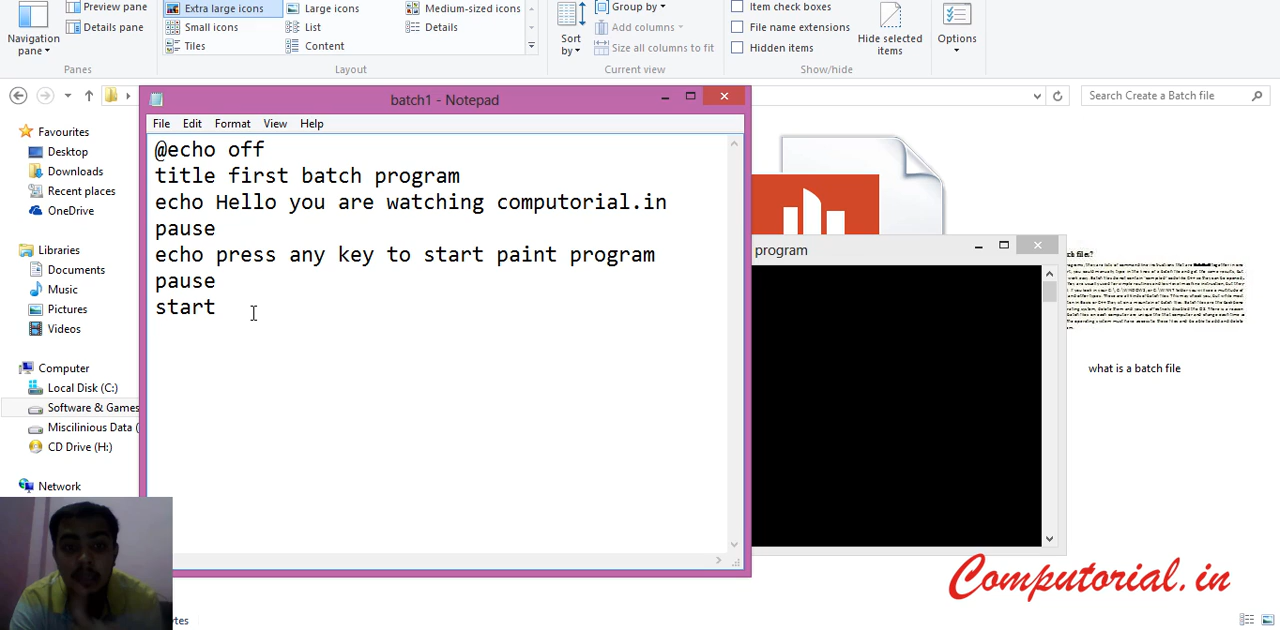 Preview pane
Details pane
Navigation
pane
Panes
Extra large icons
Large icons
Medium-sized icons
Small icons
List
Details
Tiles
Content
Layout
Sort
by
Group by
Add columns
Size all columns to fit
Current view
Item check boxes
File name extensions
Hidden items
Hide selected
items
Show/hide
Options
Search Create a Batch file
batch1 - Notepad
File Edit Format View Help
@echo off
title first batch program
echo Hello you are watching computorial.in
pause
echo press any key to start paint program
pause
start
Favourites
Desktop
Downloads
Recent places
OneDrive
Libraries
Documents
Music
Pictures
Videos
Computer
Local Disk (C:)
Software & Games
Miscilinious Data (
CD Drive (H:)
Network
program
what is a batch file
Computorial.in